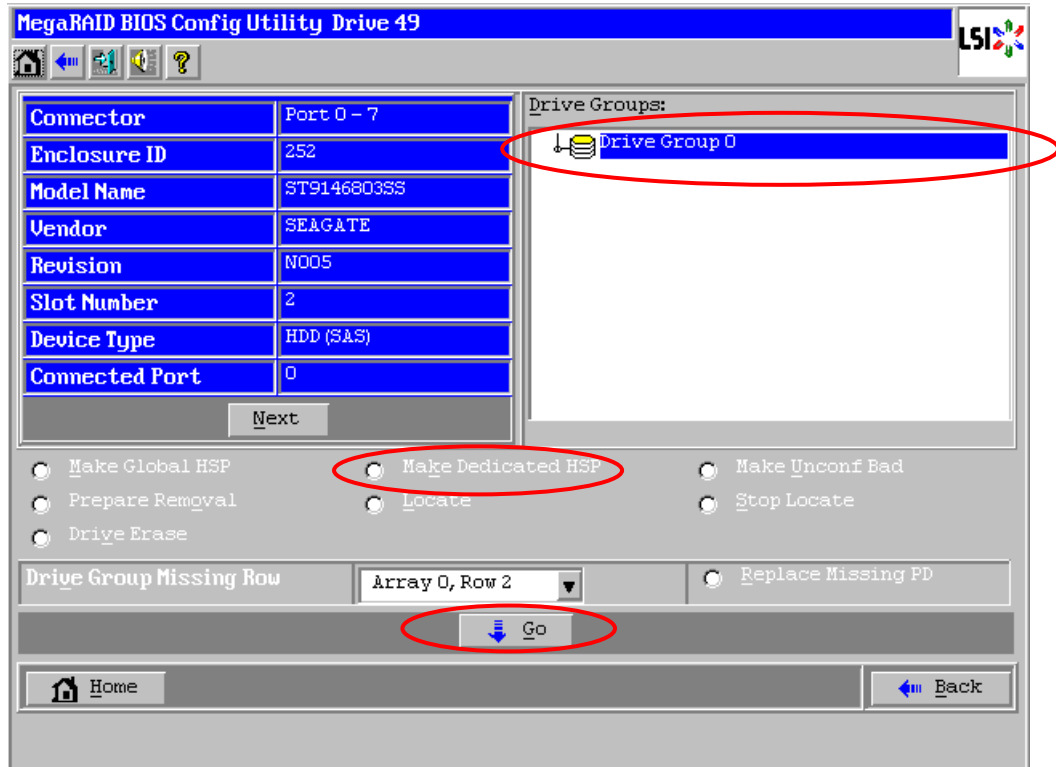 MegaRAID BIOS Config Utility Drive 49
LSI
Connector Port 0 – 7
Enclosure ID 252
Model Name ST9146803SS
Vendor SEAGATE
Revision N005
Slot Number 2
Device Type HDD (SAS)
Connected Port 0
Next
Drive Groups:
Drive Group 0
Make Global HSP Make Dedicated HSP Make Unconf Bad
Prepare Removal Locate Stop Locate
Drive Erase
Drive Group Missing Row Array 0, Row 2 Replace Missing PD
Go
Home Back